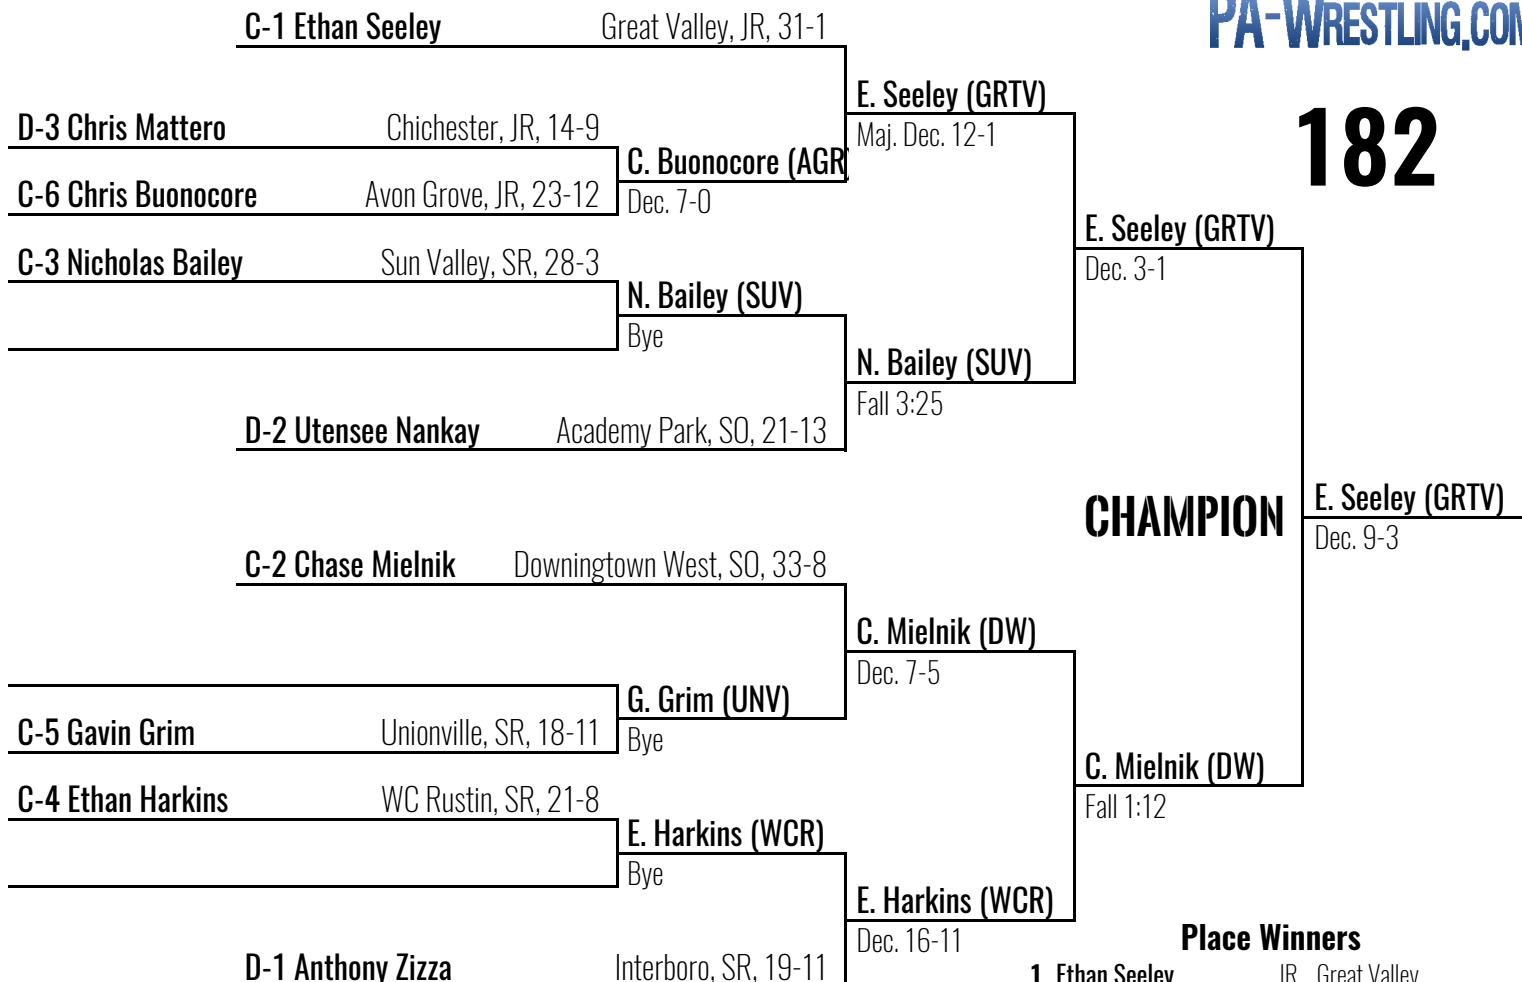 PA-WRESTLING.COM
182
C-1 Ethan Seeley Great Valley, JR, 31-1
E. Seeley (GRTV)
Maj. Dec. 12-1
D-3 Chris Mattero Chichester, JR, 14-9
C. Buonocore (AGR)
Dec. 7-0
C-6 Chris Buonocore Avon Grove, JR, 23-12
E. Seeley (GRTV)
Dec. 3-1
C-3 Nicholas Bailey Sun Valley, SR, 28-3
N. Bailey (SUV)
Bye
N. Bailey (SUV)
Fall 3:25
D-2 Utensee Nankay Academy Park, SO, 21-13
CHAMPION
E. Seeley (GRTV)
Dec. 9-3
C-2 Chase Mielnik Downingtown West, SO, 33-8
C. Mielnik (DW)
Dec. 7-5
G. Grim (UNV)
Bye
C-5 Gavin Grim Unionville, SR, 18-11
C. Mielnik (DW)
Fall 1:12
C-4 Ethan Harkins WC Rustin, SR, 21-8
E. Harkins (WCR)
Bye
E. Harkins (WCR)
Dec. 16-11
D-1 Anthony Zizza Interboro, SR, 19-11
Place Winners
1 Ethan Seeley JR Great Valley